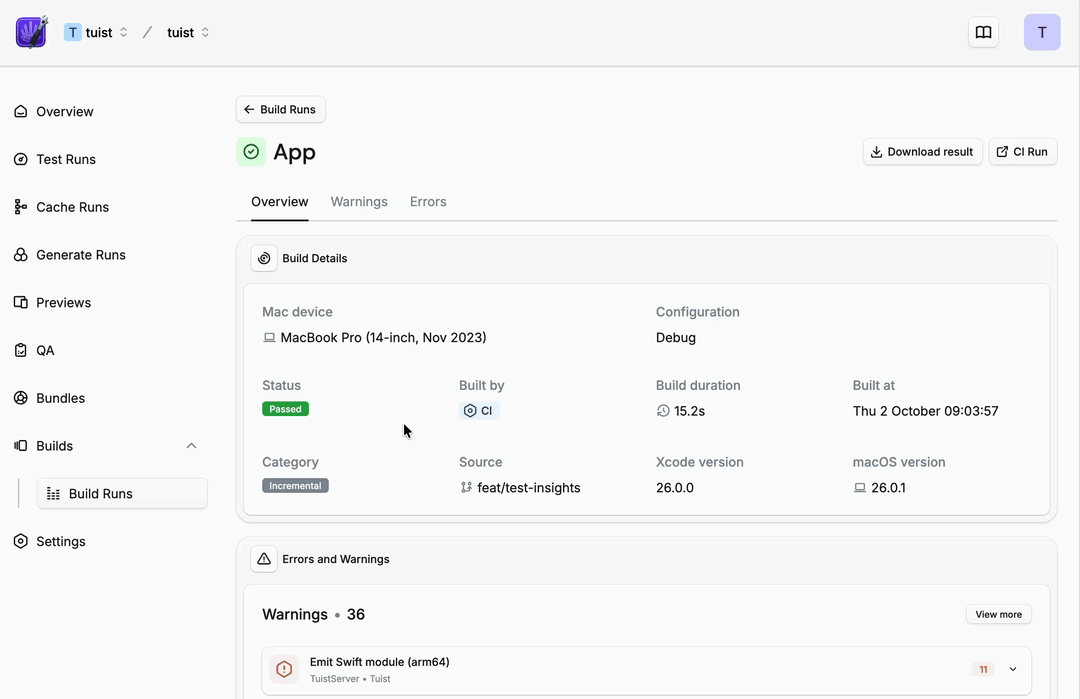 T tuist / tuist
T
Overview
Test Runs
Cache Runs
Generate Runs
Previews
QA
Bundles
Builds
Build Runs
Settings
Build Runs
App
Download result
CI Run
Overview Warnings Errors
Build Details
Mac device
MacBook Pro (14-inch, Nov 2023)
Configuration
Debug
Status
Passed
Built by
CI
Build duration
15.2s
Built at
Thu 2 October 09:03:57
Category
Incremental
Source
feat/test-insights
Xcode version
26.0.0
macOS version
26.0.1
Errors and Warnings
Warnings • 36
View more
Emit Swift module (arm64)
TuistServer • Tuist
11